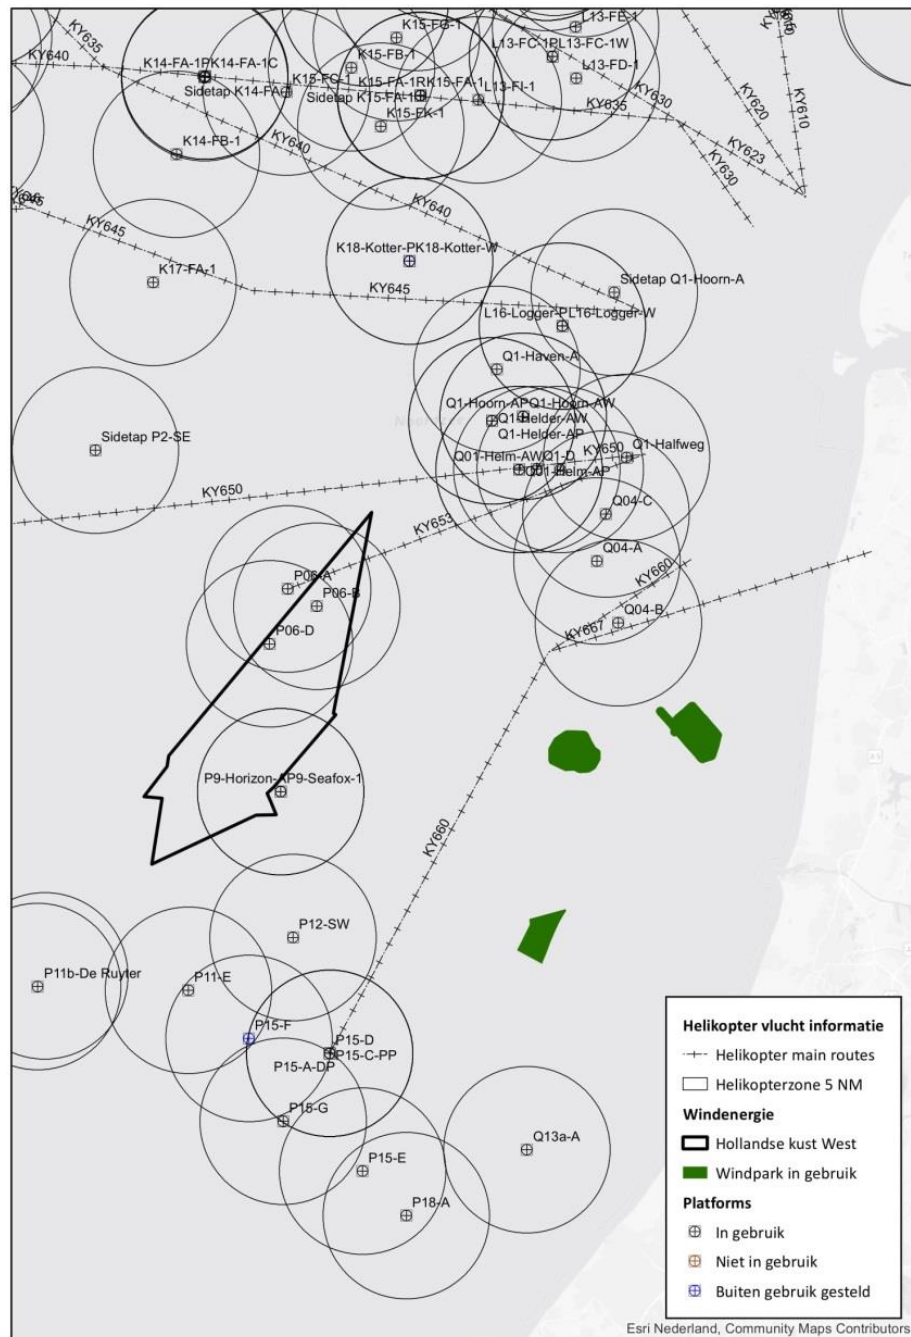 K15-FG-1
L13-FE-1
KY635
KY640
K14-FA-1PK14-FA-1C
K15-FB-1
L13-FC-1PL13-FC-1W
L13-FD-1
KY610
K15-FC-1
K15-FA-1RK15-FA-1
L13-FI-1
Sidetap K14-FA
Sidetap K15-FA-1
KY630
KY620
KY635
K15-FK-1
K14-FB-1
KY640
KY623
KY630
KY645
KY640
KY645
K18-Kotter-PK18-Kotter-W
K17-FA-1
Sidetap Q1-Hoorn-A
KY645
L16-Logger-PL16-Logger-W
Q1-Haven-A
Q1-Hoorn-APQ1-Hoorn-AW
Q1-Helder-AW
Q1-Helder-AP
Sidetap P2-SE
Q01-Helm-AW
Q1-D
Q01-Helm-AP
KY650
Q1-Halfweg
KY650
KY653
Q04-C
Q04-A
P06-A
P06-B
KY660
Q04-B
P06-D
KY667
P9-Horizon-AP9-Seafox-1
KY660
P12-SW
P11b-De Ruyter
P11-E
P15-F
P15-D
P15-C-PP
P15-A-DP
P15-G
P15-E
Q13a-A
P18-A
Helikopter vlucht informatie
Helikopter main routes
Helikopterzone 5 NM
Windenergie
Hollandse kust West
Windpark in gebruik
Platforms
In gebruik
Niet in gebruik
Buiten gebruik gesteld
Esri Nederland, Community Maps Contributors